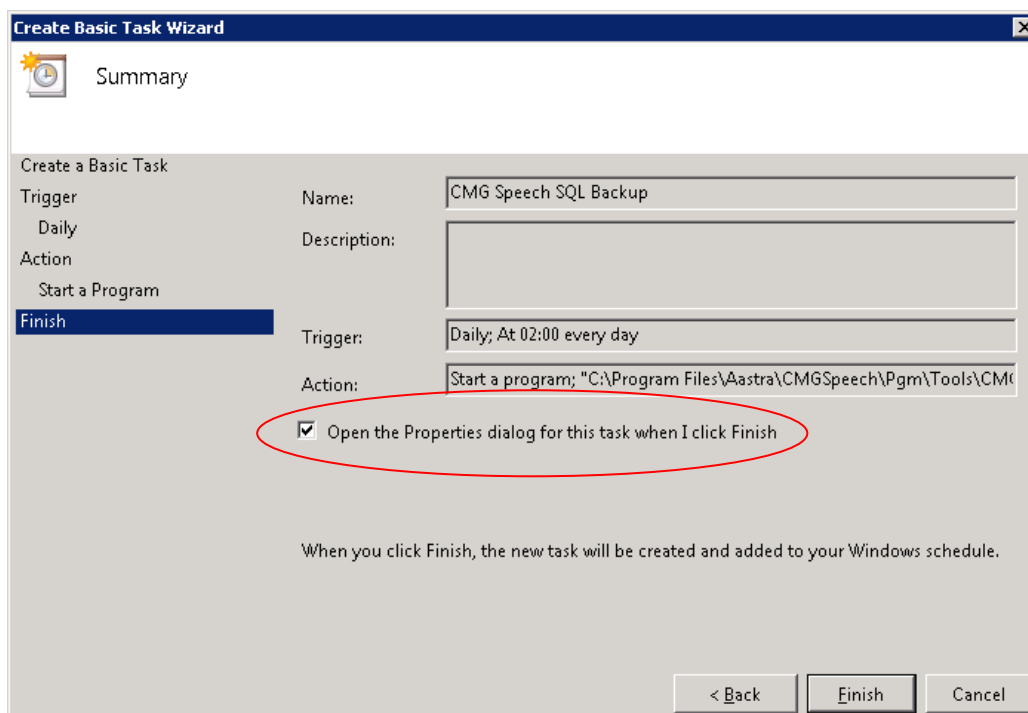 Create Basic Task Wizard
Summary
Create a Basic Task
Trigger
Daily
Action
Start a Program
Finish
Name:
CMG Speech SQL Backup
Description:
Trigger:
Daily; At 02:00 every day
Action:
Start a program; "C:\Program Files\Aastra\CMGSpeech\Pgm\Tools\CMG
Open the Properties dialog for this task when I click Finish
When you click Finish, the new task will be created and added to your Windows schedule.
< Back
Finish
Cancel